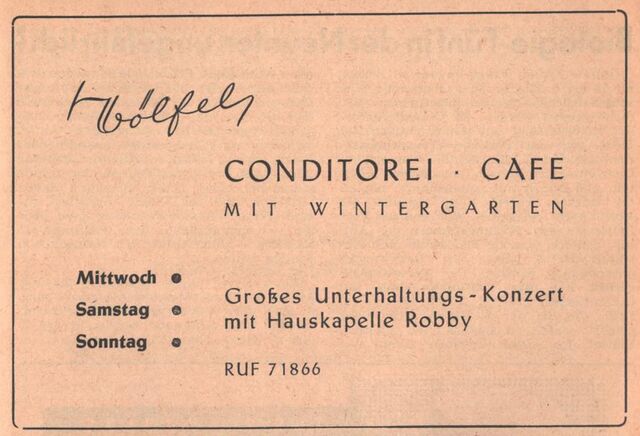 Wölfel
CONDITOREI · CAFE
MIT WINTERGARTEN
Mittwoch •
Samstag •
Sonntag •
Großes Unterhaltungs-Konzert
mit Hauskapelle Robby
RUF 71866